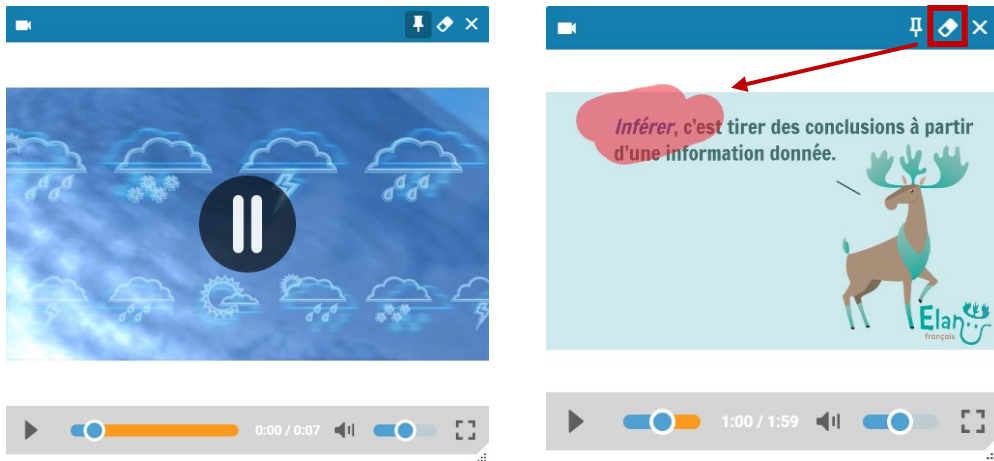 0:00 / 0:07
Inférer, c'est tirer des conclusions à partir
d'une information donnée.
Elan
français
1:00 / 1:59